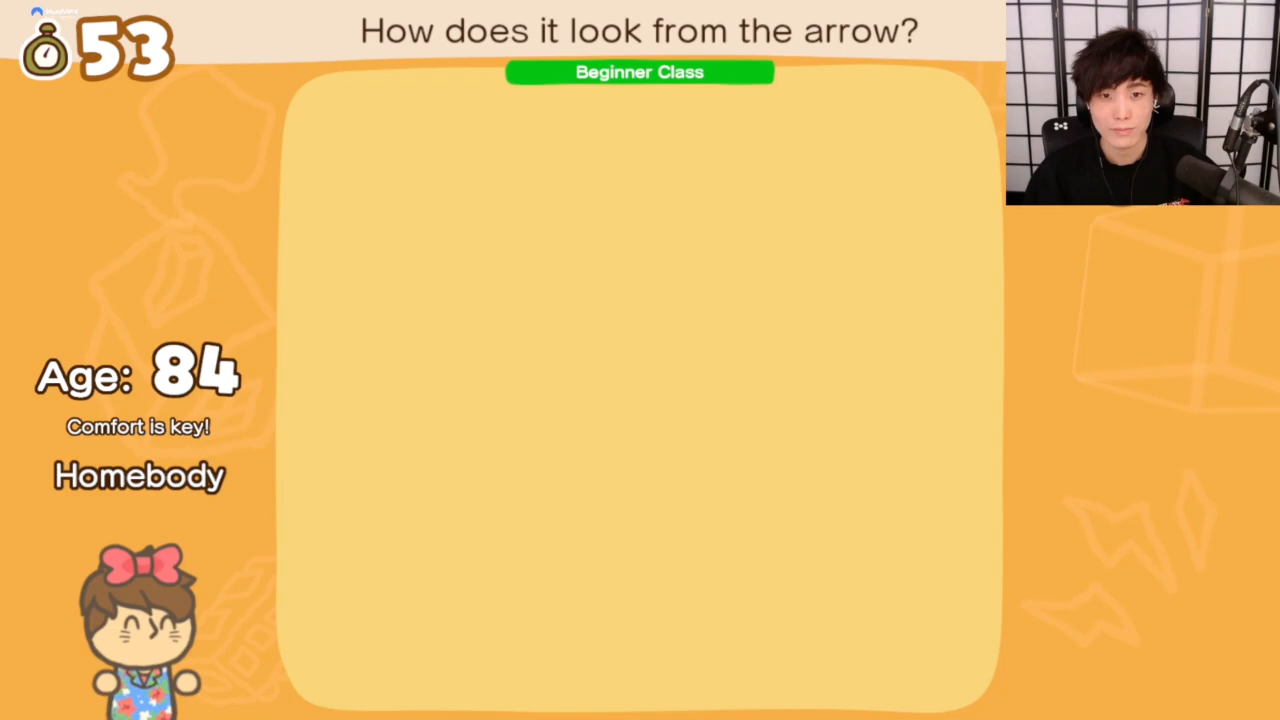 53
How does it look from the arrow?
Beginner Class
Age: 84
Comfort is key!
Homebody